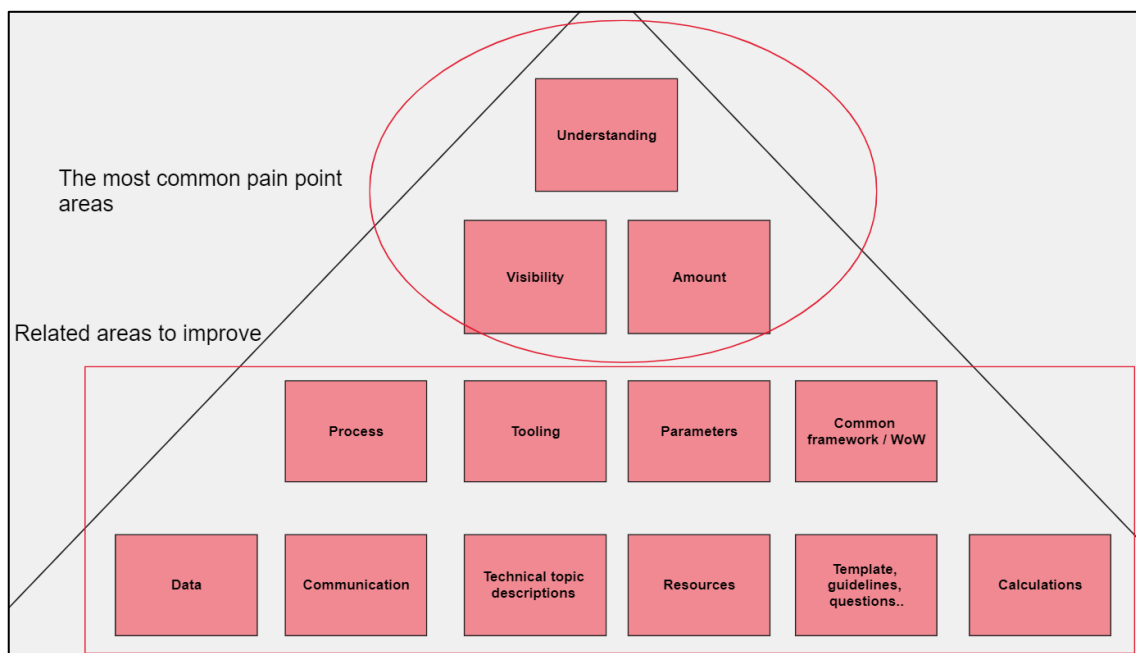 Understanding
The most common pain point
areas
Visibility
Amount
Related areas to improve
Process
Tooling
Parameters
Common
framework / WoW
Data
Communication
Technical topic
descriptions
Resources
Template,
guidelines,
questions..
Calculations